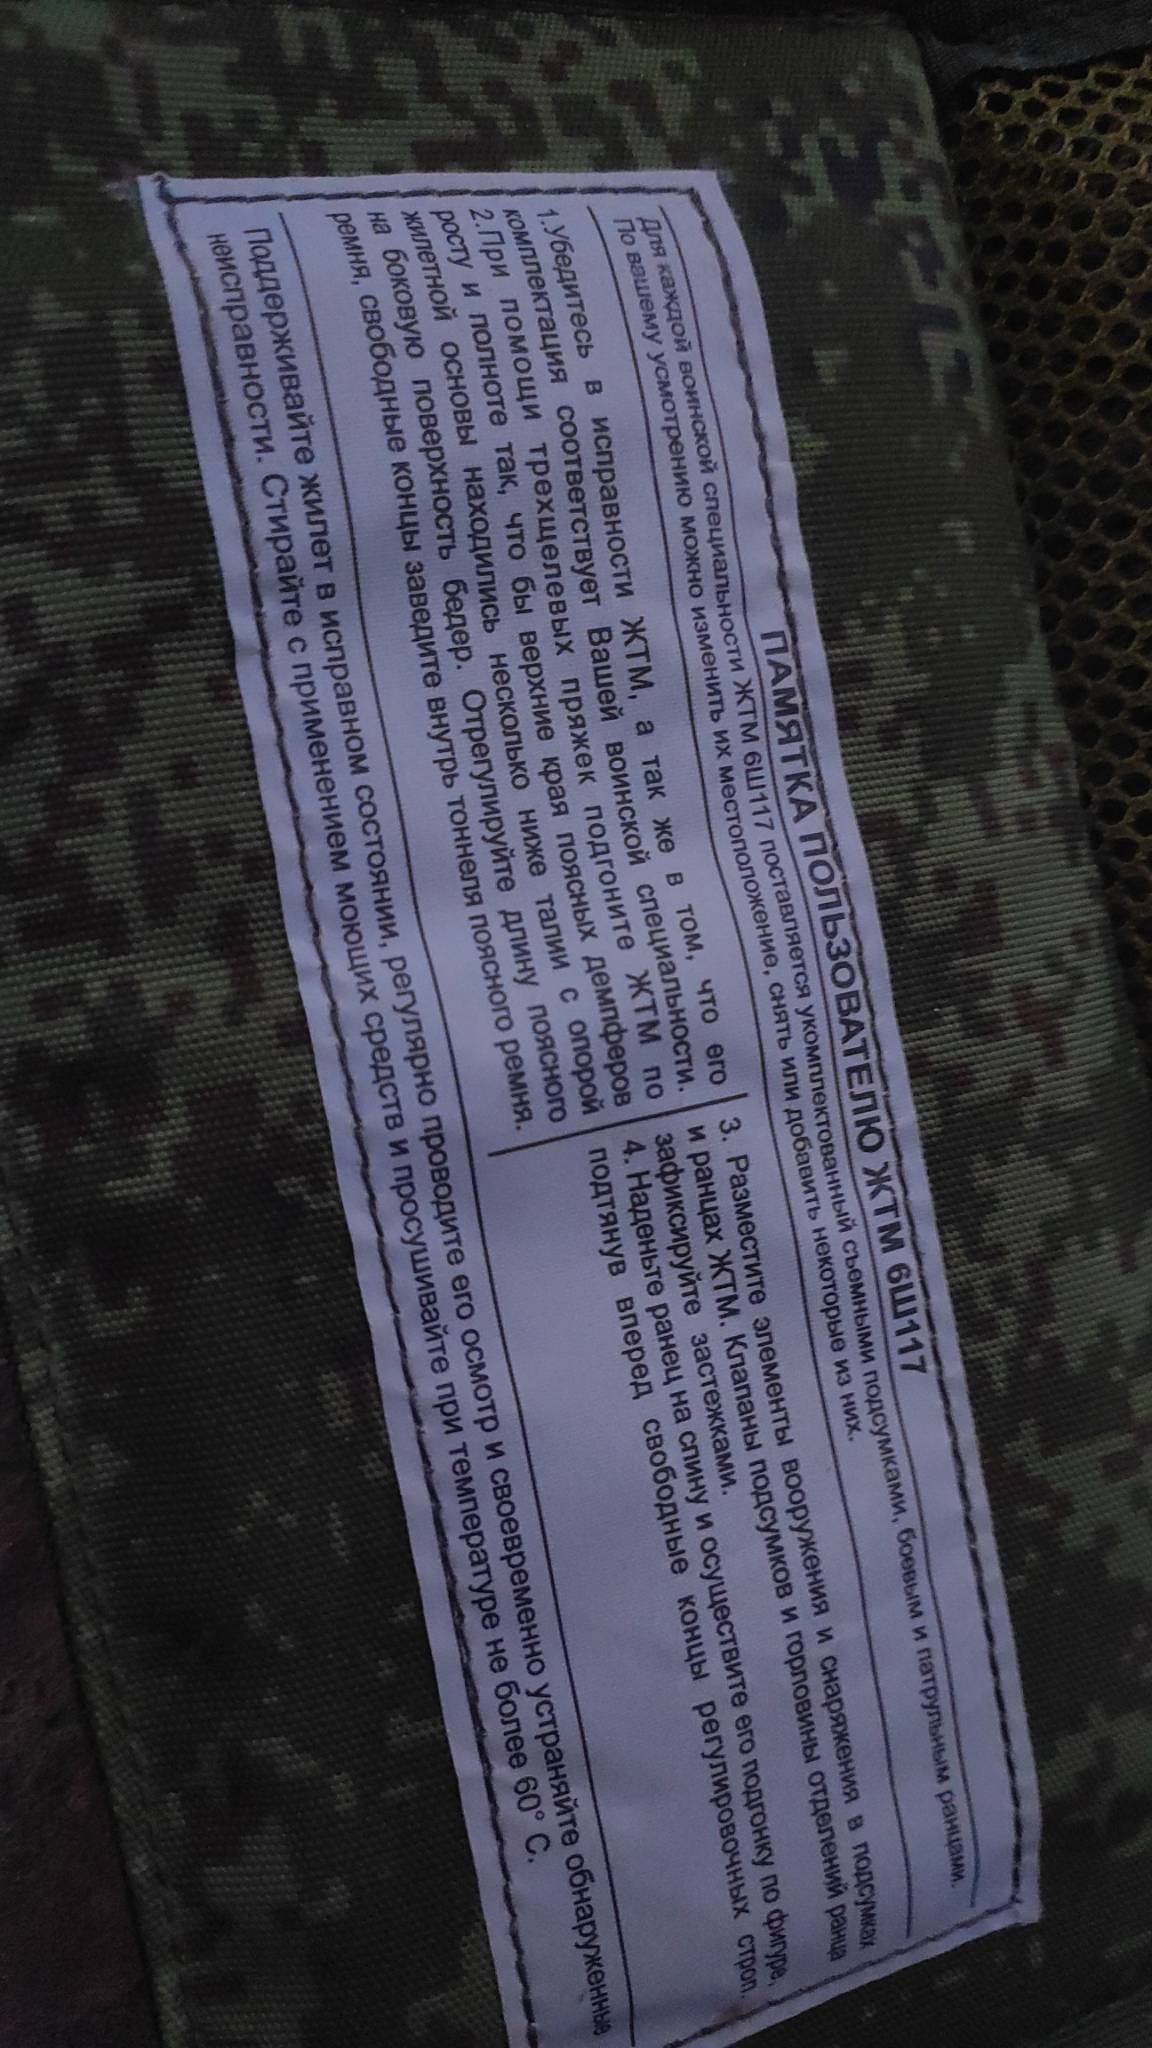 ПАМЯТКА ПОЛЬЗОВАТЕЛЮ ЖТМ 6Ш117
Для каждой воинской специальности ЖТМ 6Ш117 поставляется укомплектованный съемными подсумками, боевым и патрульным ранцами.
По вашему усмотрению можно изменить их местоположение, снять или добавить некоторые из них.
1.Убедитесь в исправности ЖТМ, а так же в том, что его
комплектация соответствует Вашей воинской специальности.
2.При помощи трехщелевых пряжек подгоните ЖТМ по
росту и полноте так, что бы верхние края поясных демпферов
жилетной основы находились несколько ниже талии с опорой
на боковую поверхность бедер. Отрегулируйте длину поясного
ремня, свободные концы заведите внутрь тоннеля поясного ремня.
3. Разместите элементы вооружения и снаряжения в подсумках
и ранцах ЖТМ. Клапаны подсумков и горловины отделений ранца
зафиксируйте застежками.
4. Наденьте ранец на спину и осуществите его подгонку по фигуре,
подтянув вперед свободные концы регулировочных строп.
Поддерживайте жилет в исправном состоянии, регулярно проводите его осмотр и своевременно устраняйте обнаруженные
неисправности. Стирайте с применением моющих средств и просушивайте при температуре не более 60° С.